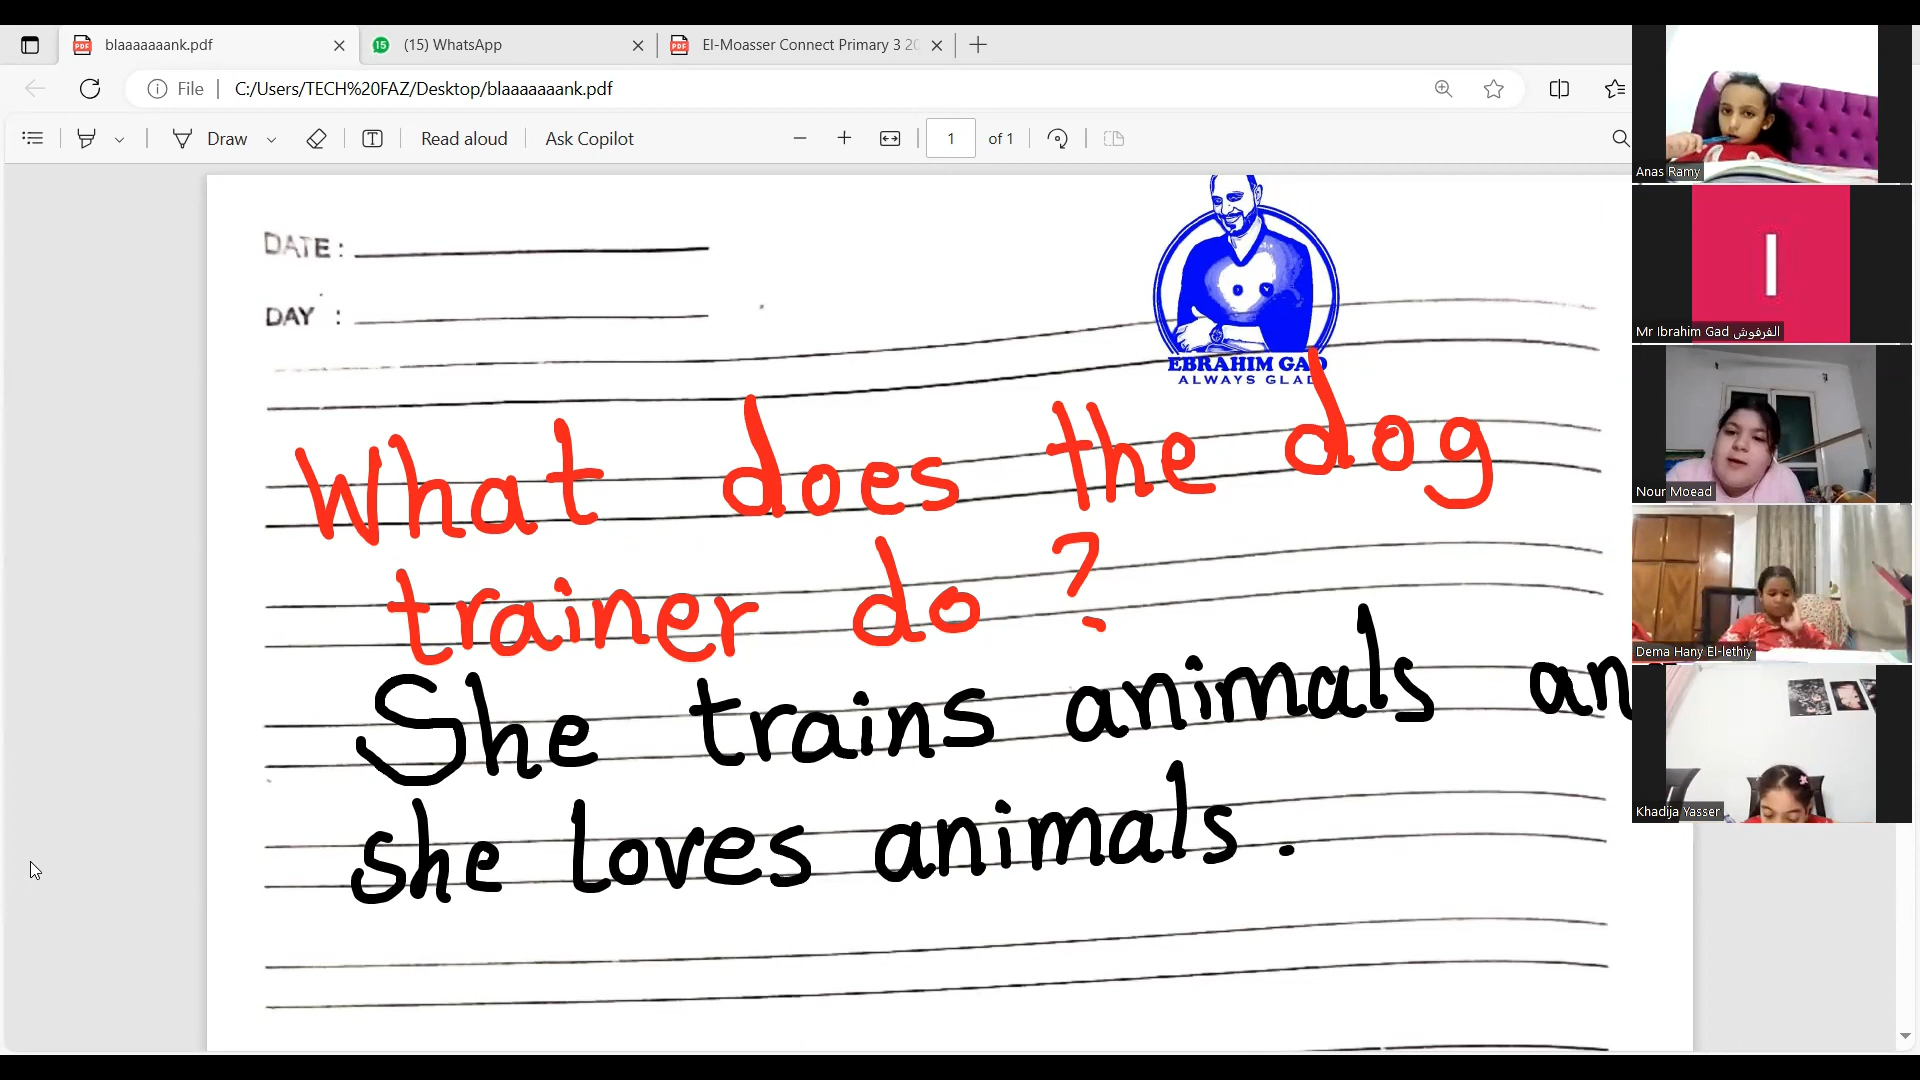 blaaaaaaank.pdf
(15) WhatsApp
El-Moasser Connect Primary 3 20
File
C:/Users/TECH%20FAZ/Desktop/blaaaaaaank.pdf
Draw
Read aloud
Ask Copilot
1
of 1
DATE :
DAY :
EBRAHIM GAD
ALWAYS GLAD
What does the dog
trainer do ?
She trains animals an
she loves animals.
Anas Ramy
I
Mr Ibrahim Gad الفرفوش
Nour Moead
Dema Hany El-lethiy
Khadija Yasser